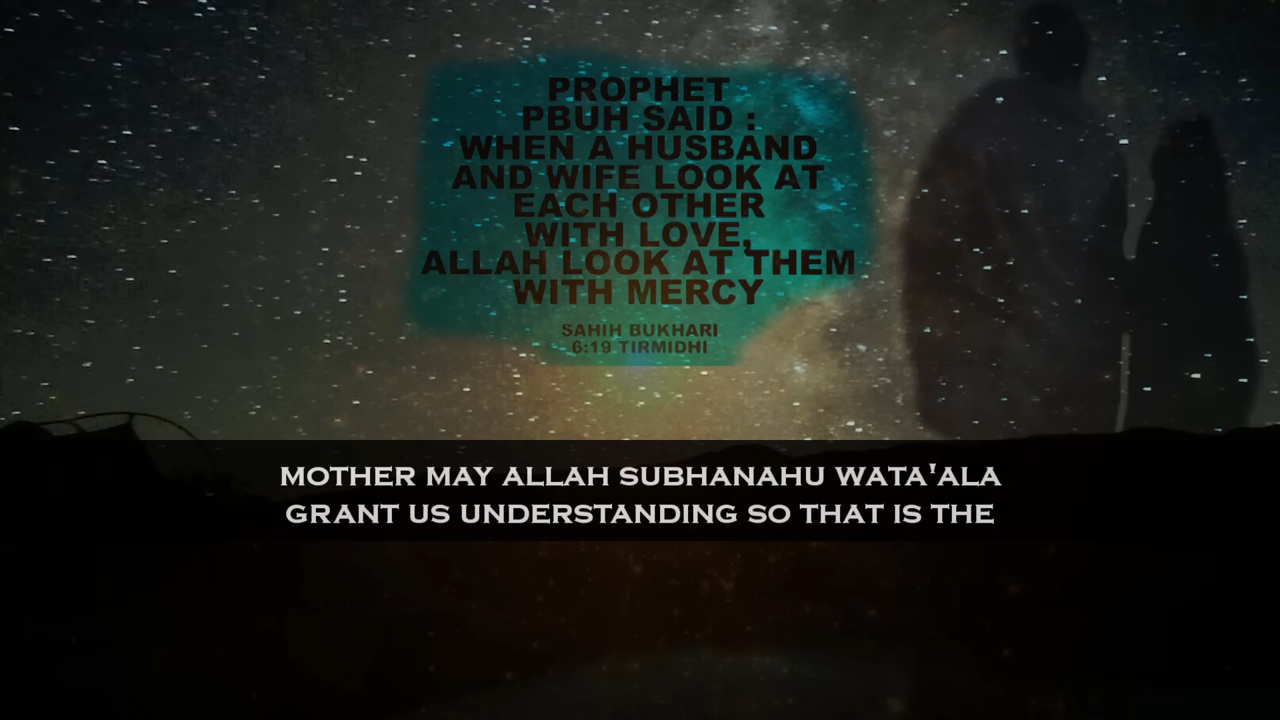 PROPHET
PBUH SAID :
WHEN A HUSBAND
AND WIFE LOOK AT
EACH OTHER
WITH LOVE,
ALLAH LOOK AT THEM
WITH MERCY
SAHIH BUKHARI
6:19 TIRMIDHI
MOTHER MAY ALLAH SUBHANAHU WATA'ALA
GRANT US UNDERSTANDING SO THAT IS THE